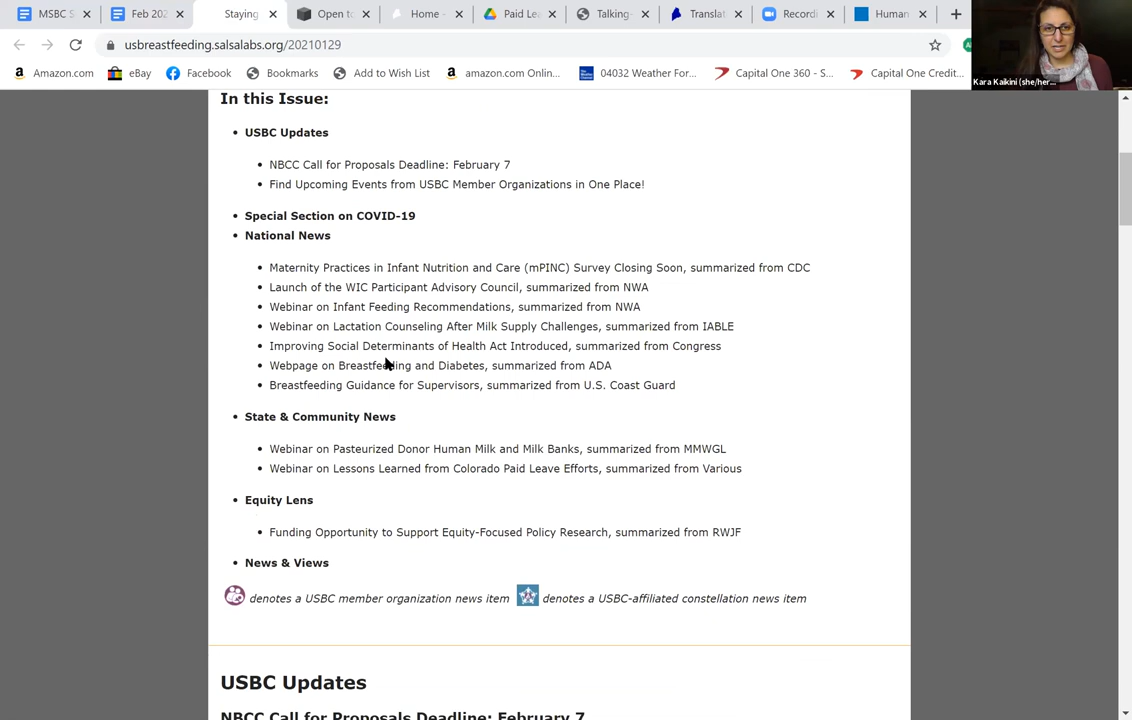 MSBC S
Feb 202
Staying
Open to
Home -
Paid Lea
Talking-
Translat
Recordi
Human
usbreastfeeding.salsalabs.org/20210129
Amazon.com
eBay
Facebook
Bookmarks
Add to Wish List
amazon.com Onlin...
04032 Weather For...
Capital One 360 - S...
Capital One Credit...
Kara Kaikini (she/her...
In this Issue:
• USBC Updates
• NBCC Call for Proposals Deadline: February 7
• Find Upcoming Events from USBC Member Organizations in One Place!
• Special Section on COVID-19
• National News
• Maternity Practices in Infant Nutrition and Care (mPINC) Survey Closing Soon, summarized from CDC
• Launch of the WIC Participant Advisory Council, summarized from NWA
• Webinar on Infant Feeding Recommendations, summarized from NWA
• Webinar on Lactation Counseling After Milk Supply Challenges, summarized from IABLE
• Improving Social Determinants of Health Act Introduced, summarized from Congress
• Webpage on Breastfeeding and Diabetes, summarized from ADA
• Breastfeeding Guidance for Supervisors, summarized from U.S. Coast Guard
• State & Community News
• Webinar on Pasteurized Donor Human Milk and Milk Banks, summarized from MMWGL
• Webinar on Lessons Learned from Colorado Paid Leave Efforts, summarized from Various
• Equity Lens
• Funding Opportunity to Support Equity-Focused Policy Research, summarized from RWJF
• News & Views
denotes a USBC member organization news item denotes a USBC-affiliated constellation news item
USBC Updates
NBCC Call for Proposals Deadline: February 7